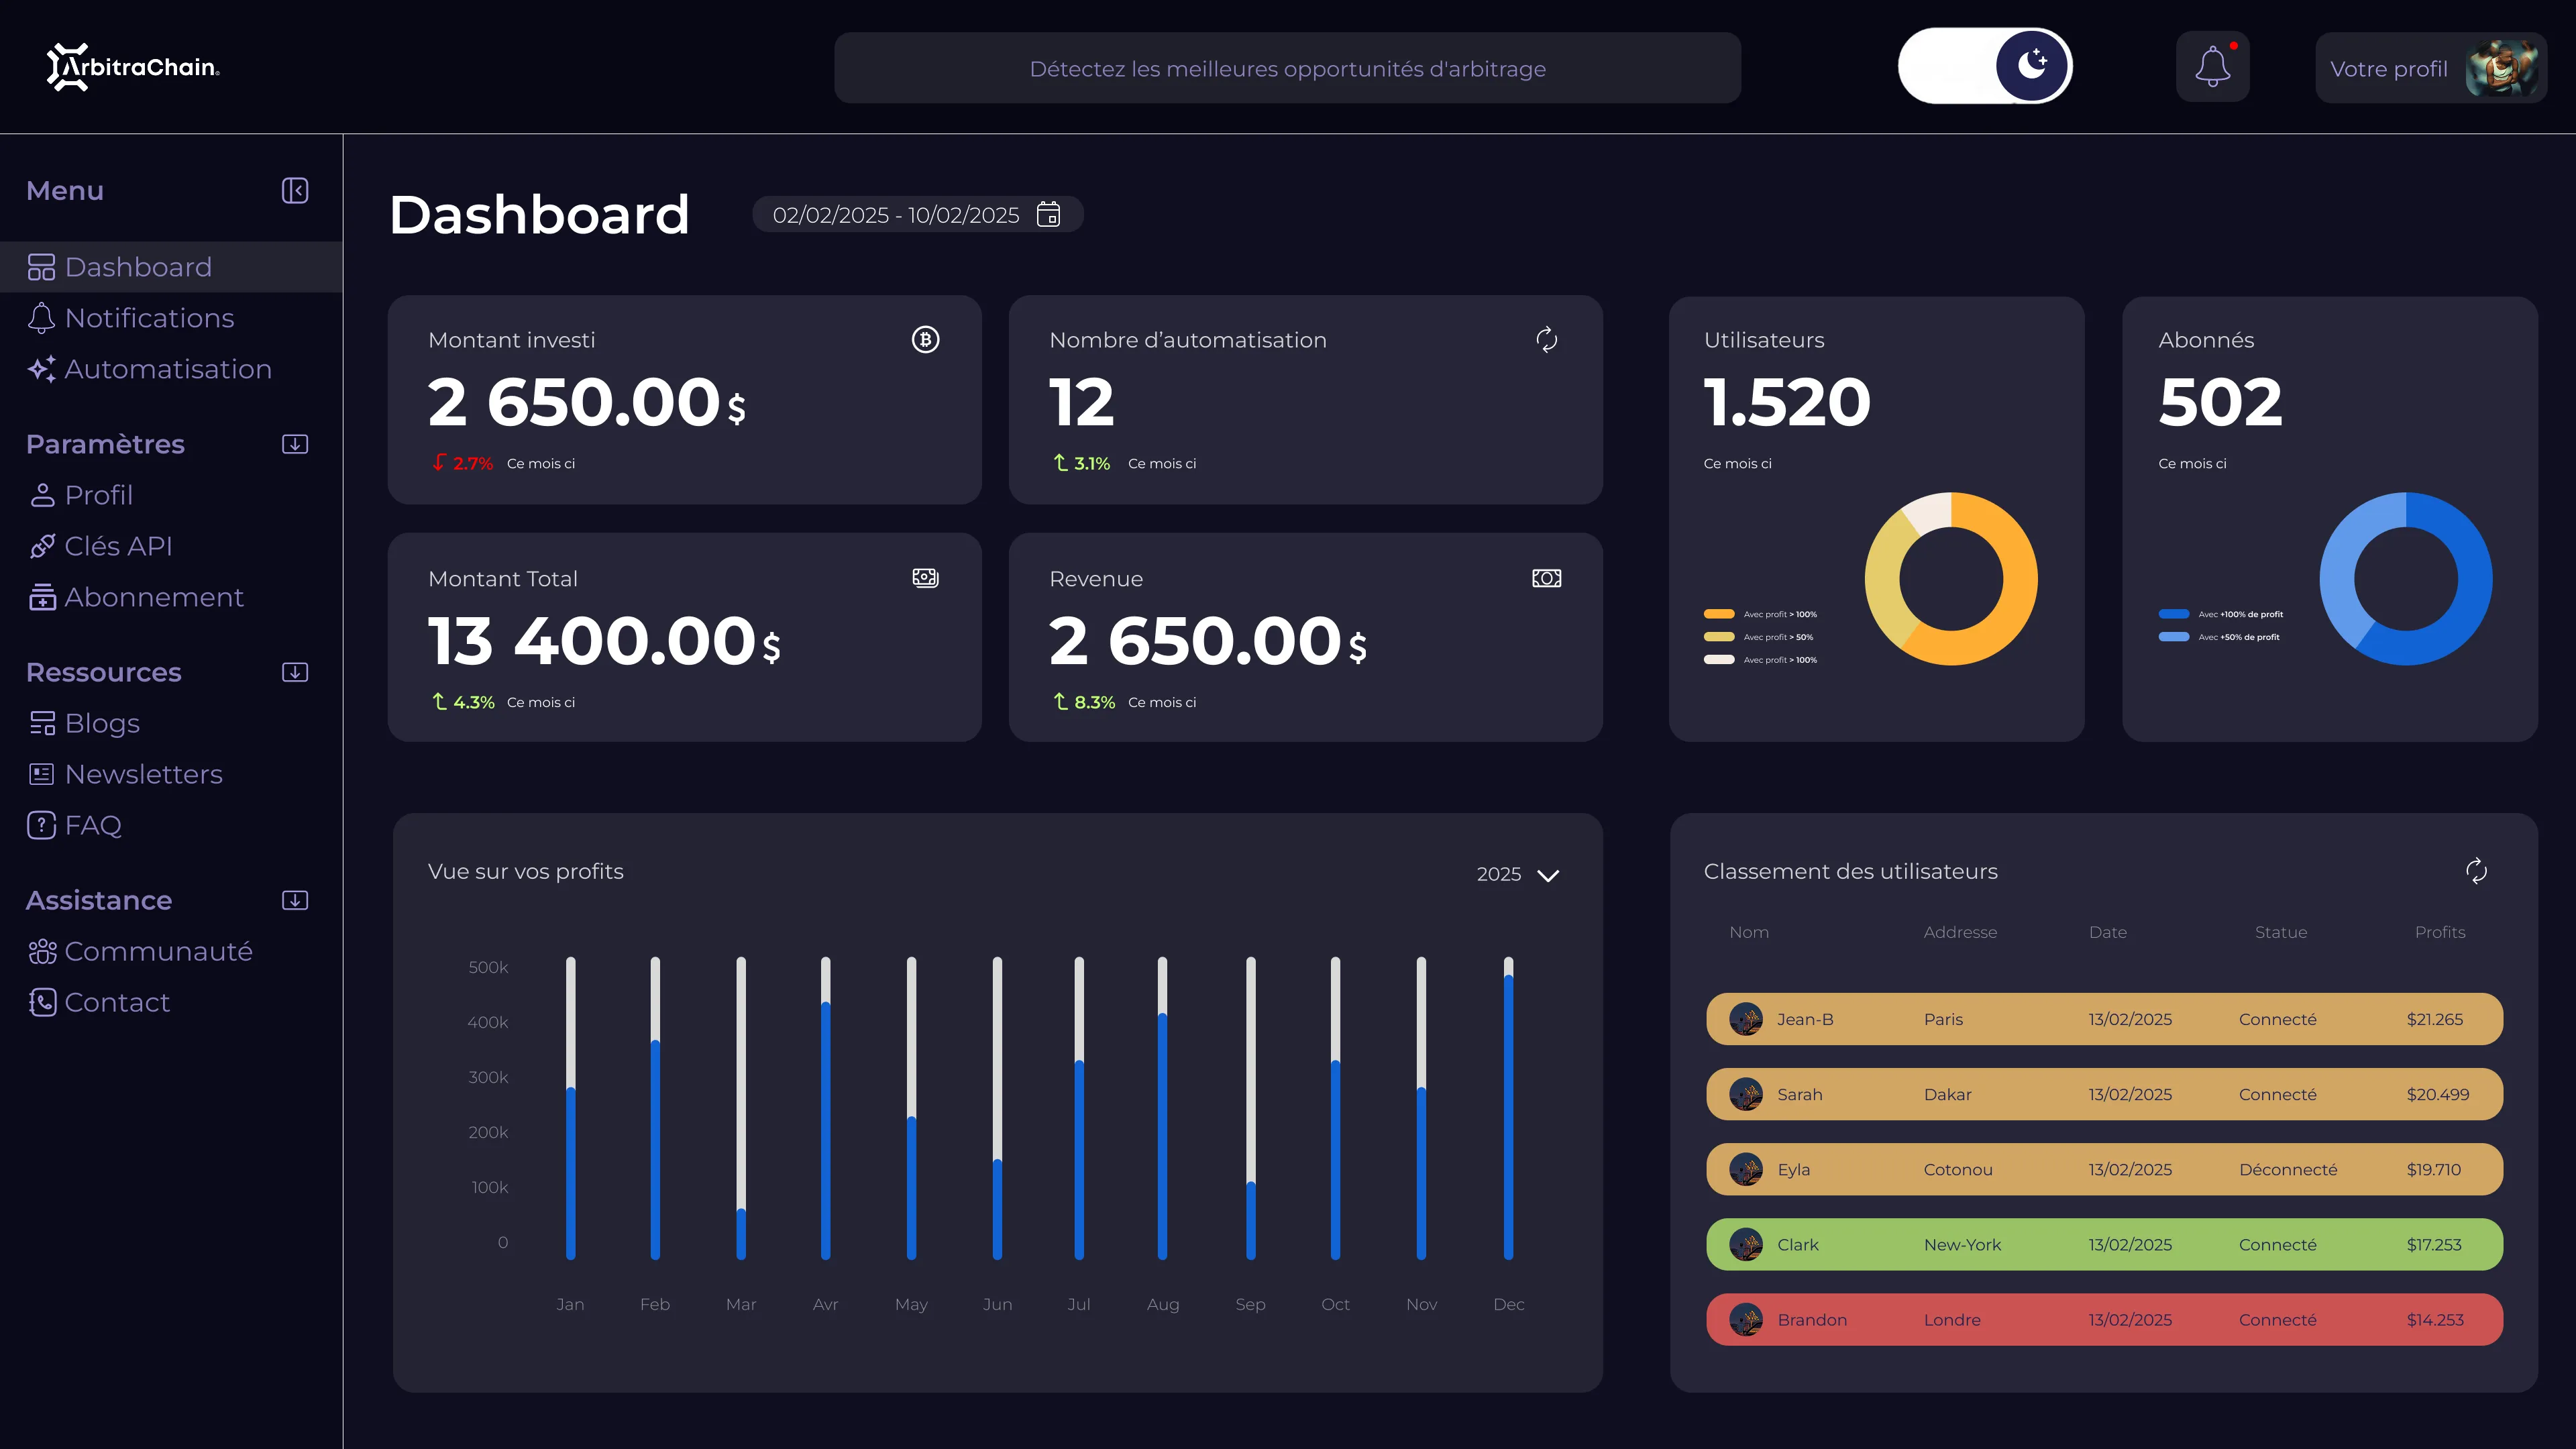 ArbitraChain
Détectez les meilleures opportunités d'arbitrage
Votre profil
Menu
Dashboard
Notifications
Automatisation
Paramètres
Profil
Clés API
Abonnement
Ressources
Blogs
Newsletters
FAQ
Assistance
Communauté
Contact
Dashboard
02/02/2025 - 10/02/2025
Montant investi
2 650.00 $
2.7% Ce mois ci
Nombre d’automatisation
12
3.1% Ce mois ci
Montant Total
13 400.00 $
4.3% Ce mois ci
Revenue
2 650.00 $
8.3% Ce mois ci
Utilisateurs
1.520
Ce mois ci
Avec profit > 100%
Avec profit > 50%
Avec profit > 100%
Abonnés
502
Ce mois ci
Avec +100% de profit
Avec +50% de profit
Vue sur vos profits
2025
500k
400k
300k
200k
100k
0
Jan Feb Mar Avr May Jun Jul Aug Sep Oct Nov Dec
Classement des utilisateurs
Nom Addresse Date Statue Profits
Jean-B Paris 13/02/2025 Connecté $21.265
Sarah Dakar 13/02/2025 Connecté $20.499
Eyla Cotonou 13/02/2025 Déconnecté $19.710
Clark New-York 13/02/2025 Connecté $17.253
Brandon Londre 13/02/2025 Connecté $14.253